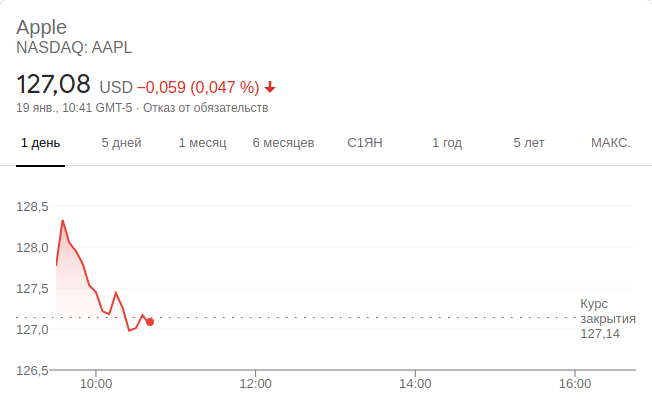 Apple
NASDAQ: AAPL
127,08 USD −0,059 (0,047 %)
19 янв., 10:41 GMT-5 · Отказ от обязательств
1 день 5 дней 1 месяц 6 месяцев С1ЯН 1 год 5 лет МАКС.
128,5
128,0
127,5
127,0
126,5
Курс
закрытия
127,14
10:00 12:00 14:00 16:00